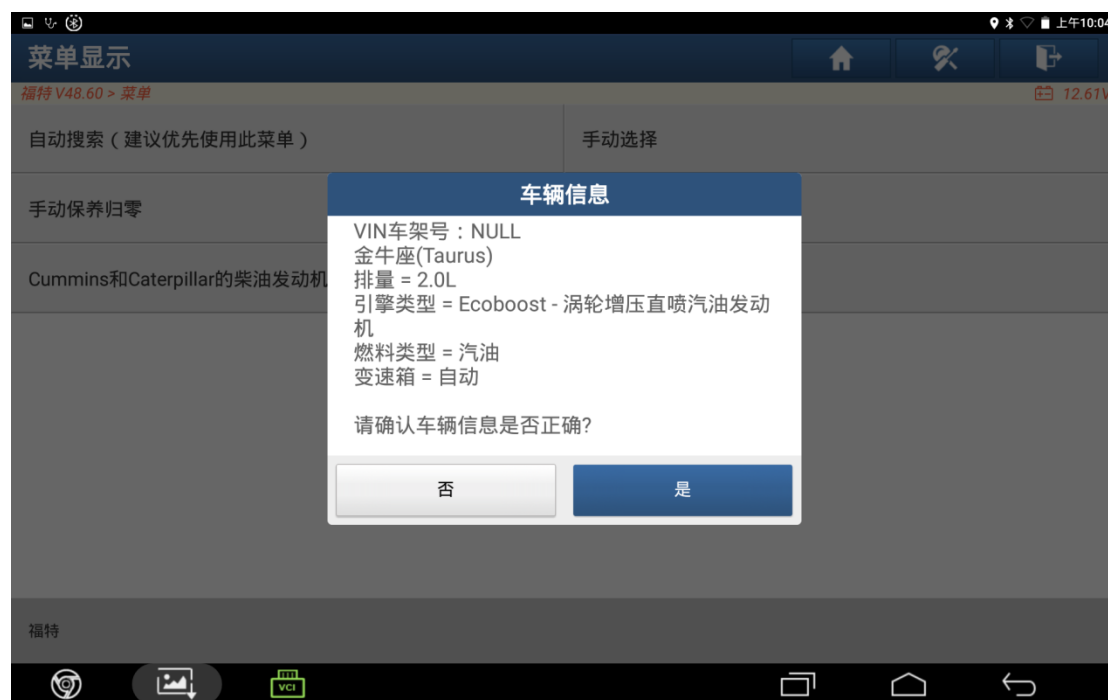 上午10:04
菜单显示
福特 V48.60 > 菜单
12.61V
自动搜索（建议优先使用此菜单）
手动选择
手动保养归零
Cummins和Caterpillar的柴油发动机
车辆信息
VIN车架号：NULL
金牛座(Taurus)
排量 = 2.0L
引擎类型 = Ecoboost - 涡轮增压直喷汽油发动
机
燃料类型 = 汽油
变速箱 = 自动
请确认车辆信息是否正确?
否
是
福特
VCI